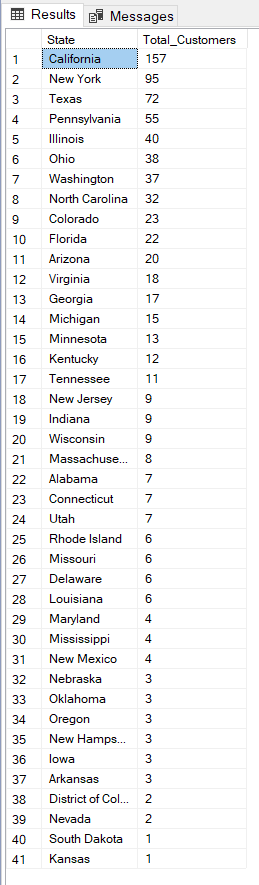 Results Messages
State Total_Customers
1 California 157
2 New York 95
3 Texas 72
4 Pennsylvania 55
5 Illinois 40
6 Ohio 38
7 Washington 37
8 North Carolina 32
9 Colorado 23
10 Florida 22
11 Arizona 20
12 Virginia 18
13 Georgia 17
14 Michigan 15
15 Minnesota 13
16 Kentucky 12
17 Tennessee 11
18 New Jersey 9
19 Indiana 9
20 Wisconsin 9
21 Massachuse... 8
22 Alabama 7
23 Connecticut 7
24 Utah 7
25 Rhode Island 6
26 Missouri 6
27 Delaware 6
28 Louisiana 6
29 Maryland 4
30 Mississippi 4
31 New Mexico 4
32 Nebraska 3
33 Oklahoma 3
34 Oregon 3
35 New Hamps... 3
36 Iowa 3
37 Arkansas 3
38 District of Col... 2
39 Nevada 2
40 South Dakota 1
41 Kansas 1